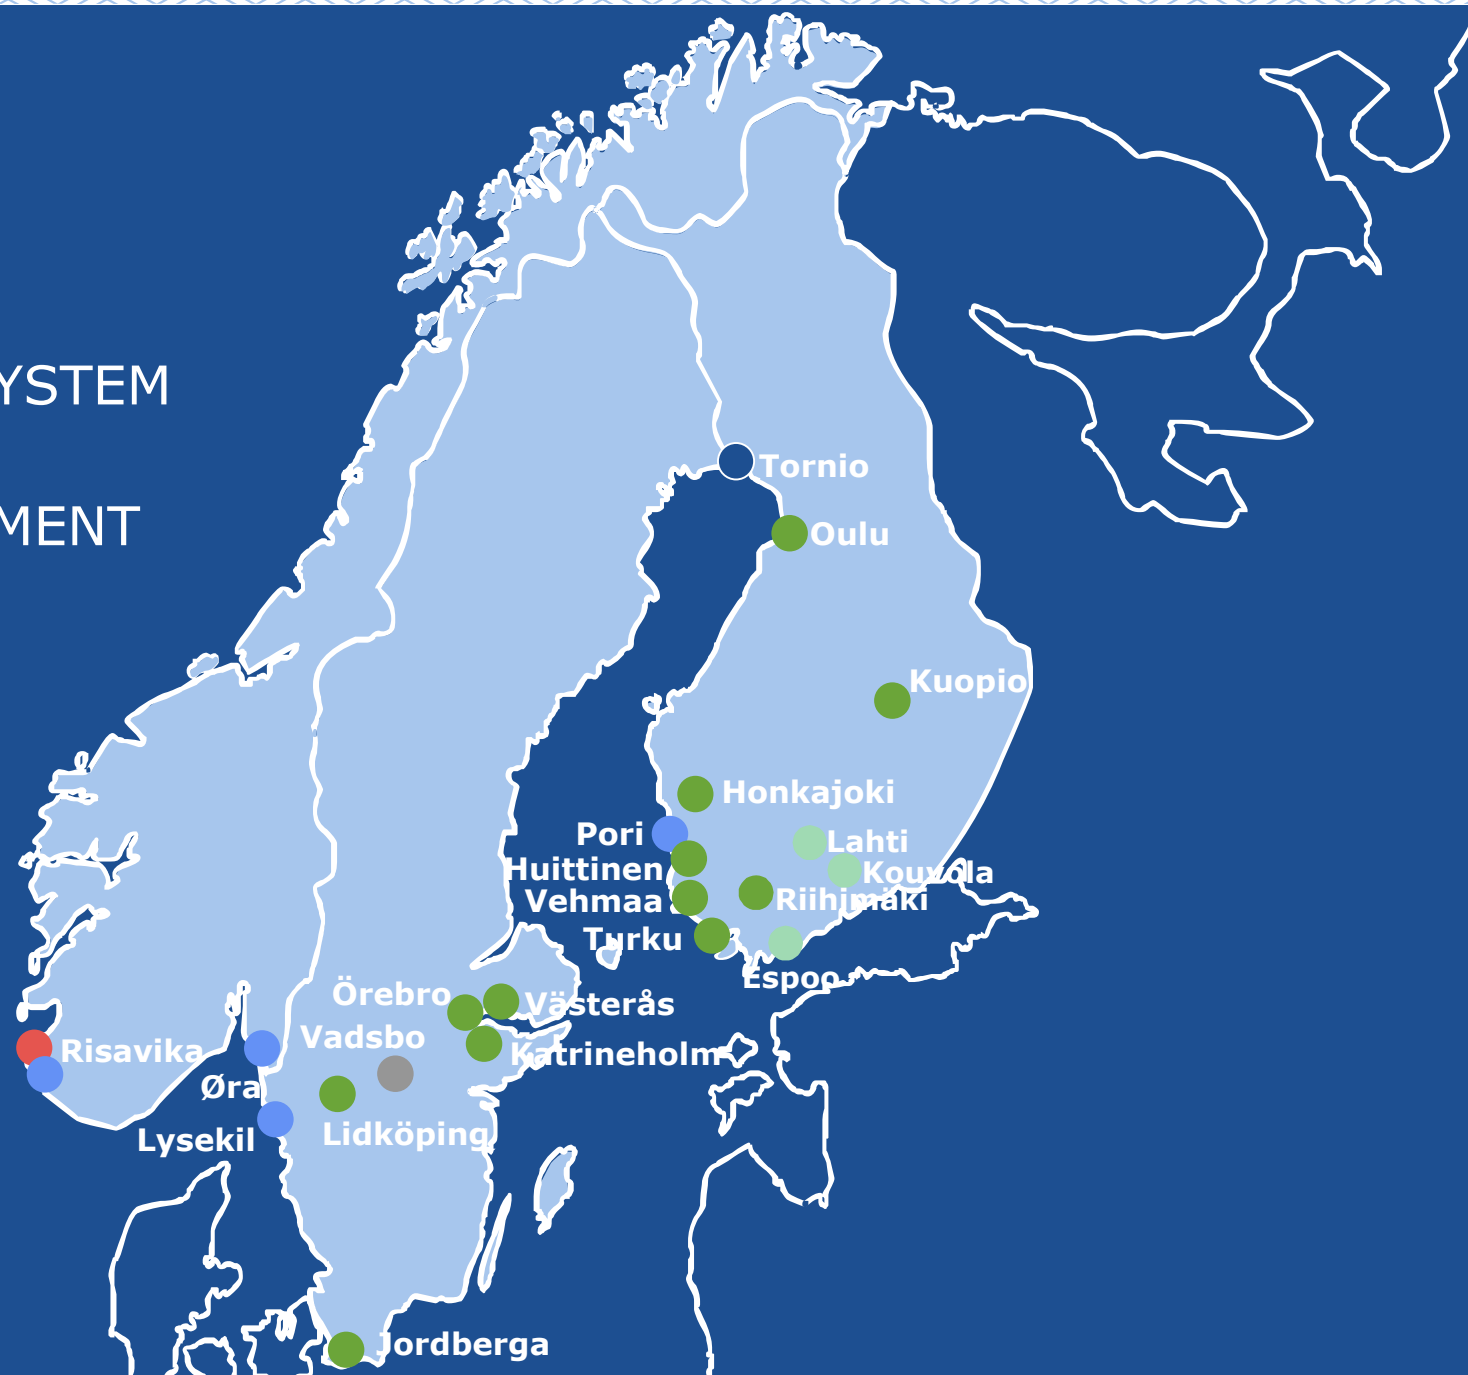 YSTEM
Tornio
MENT
Oulu
Kuopio
Honkajoki
Pori
Lahti
Huittinen
Kouvola
Vehmaa
Riihimäki
Turku
Espoo
Örebro
Västerås
Vadsbo
Risavika
Katrineholm
Øra
Lidköping
Lysekil
Jordberga